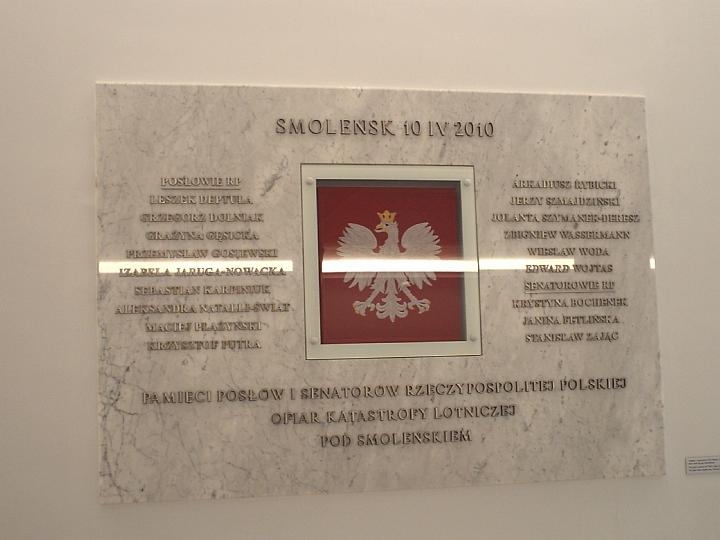 SMOLEŃSK 10 IV 2010
POSŁOWIE RP
LESZEK DEPTUŁA
GRZEGORZ DOLNIAK
GRAŻYNA GĘSICKA
PRZEMYSŁAW GOSIEWSKI
IZABELA JARUGA-NOWACKA
SEBASTIAN KARPINIUK
ALEKSANDRA NATALLI-ŚWIAT
MACIEJ PŁAŻYŃSKI
KRZYSZTOF PUTRA
ARKADIUSZ RYBICKI
JERZY SZMAJDZIŃSKI
JOLANTA SZYMANEK-DERESZ
ZBIGNIEW WASSERMANN
WIESŁAW WODA
EDWARD WOJTAS
SENATOROWIE RP
KRYSTYNA BOCHENEK
JANINA FETLIŃSKA
STANISŁAW ZAJĄC
PAMIĘCI POSŁÓW I SENATORÓW RZECZYPOSPOLITEJ POLSKIEJ
OFIAR KATASTROFY LOTNICZEJ
POD SMOLEŃSKIEM